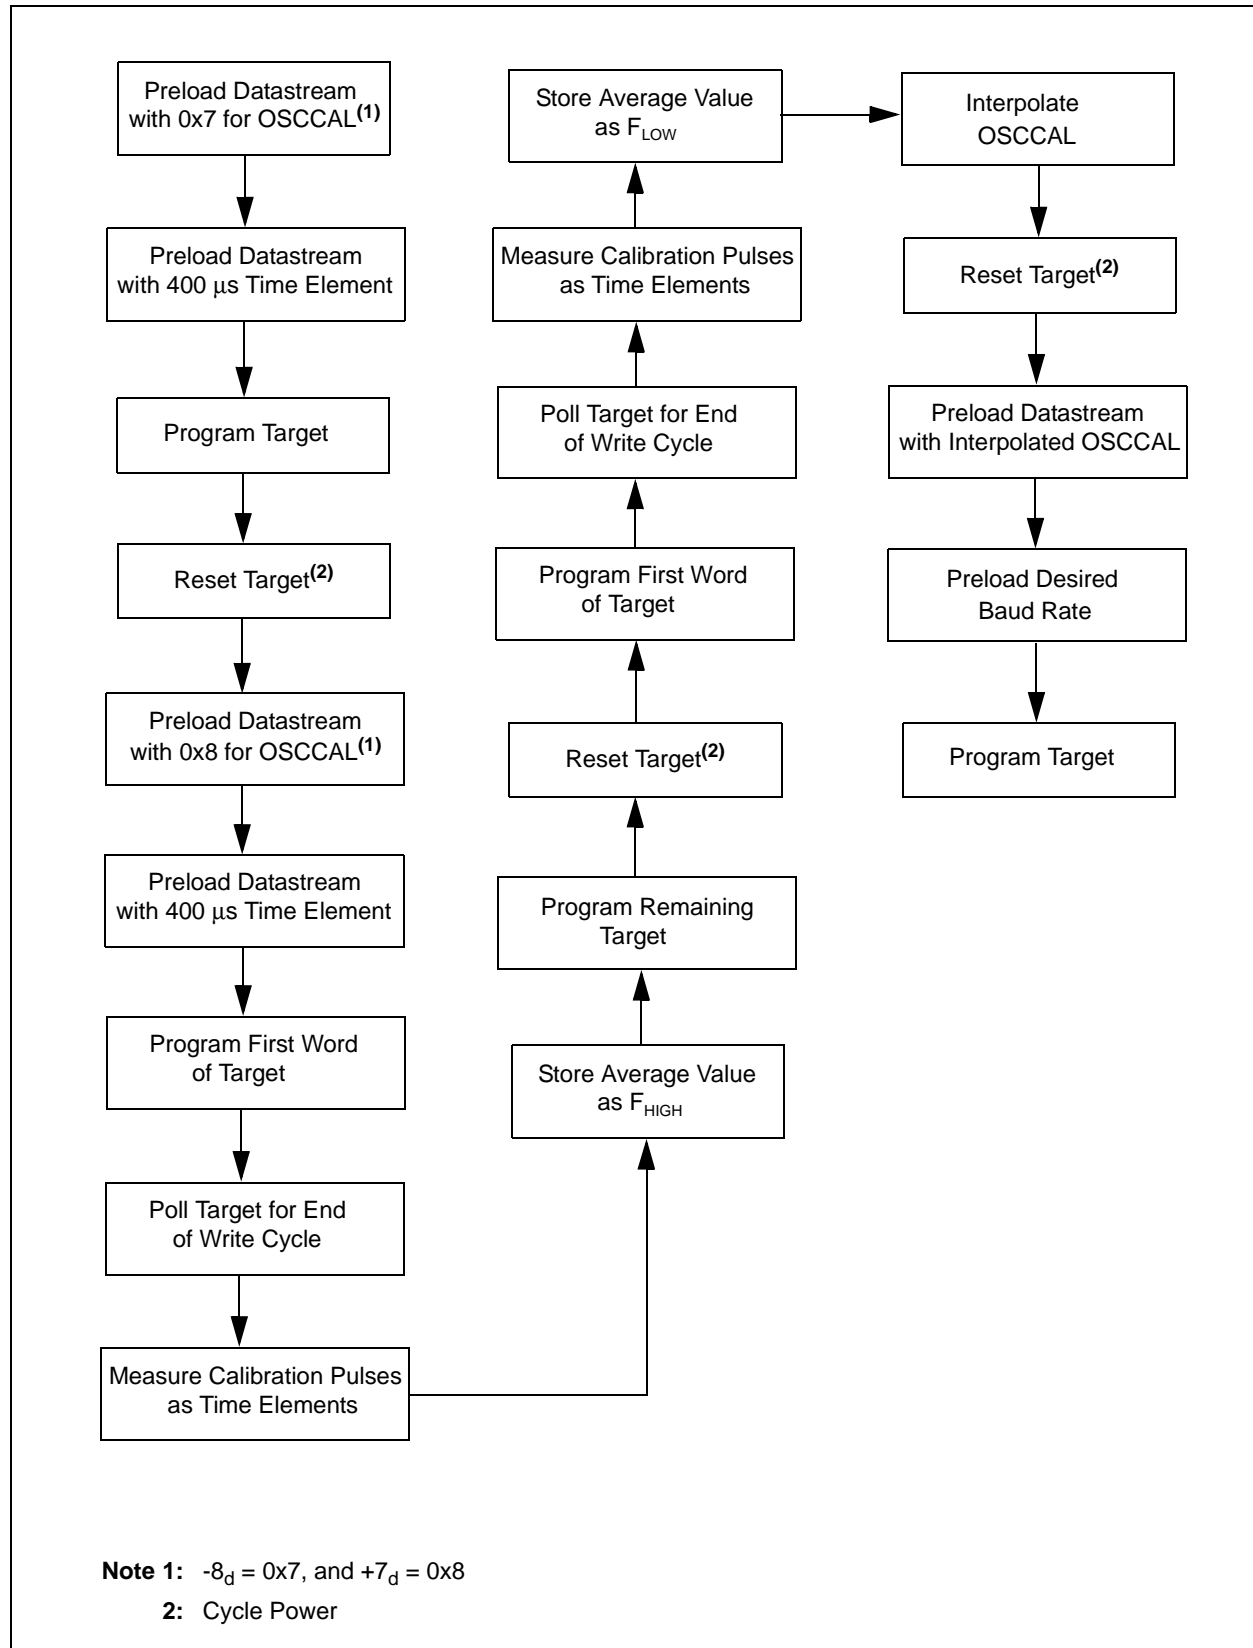 Preload Datastream
with 0x7 for OSCCAL(1)
Preload Datastream
with 400 µs Time Element
Program Target
Reset Target(2)
Preload Datastream
with 0x8 for OSCCAL(1)
Preload Datastream
with 400 µs Time Element
Program First Word
of Target
Poll Target for End
of Write Cycle
Measure Calibration Pulses
as Time Elements
Store Average Value
as FHIGH
Program Remaining
Target
Reset Target(2)
Program First Word
of Target
Poll Target for End
of Write Cycle
Measure Calibration Pulses
as Time Elements
Store Average Value
as FLOW
Interpolate
OSCCAL
Reset Target(2)
Preload Datastream
with Interpolated OSCCAL
Preload Desired
Baud Rate
Program Target
Note 1: -8d = 0x7, and +7d = 0x8
2: Cycle Power